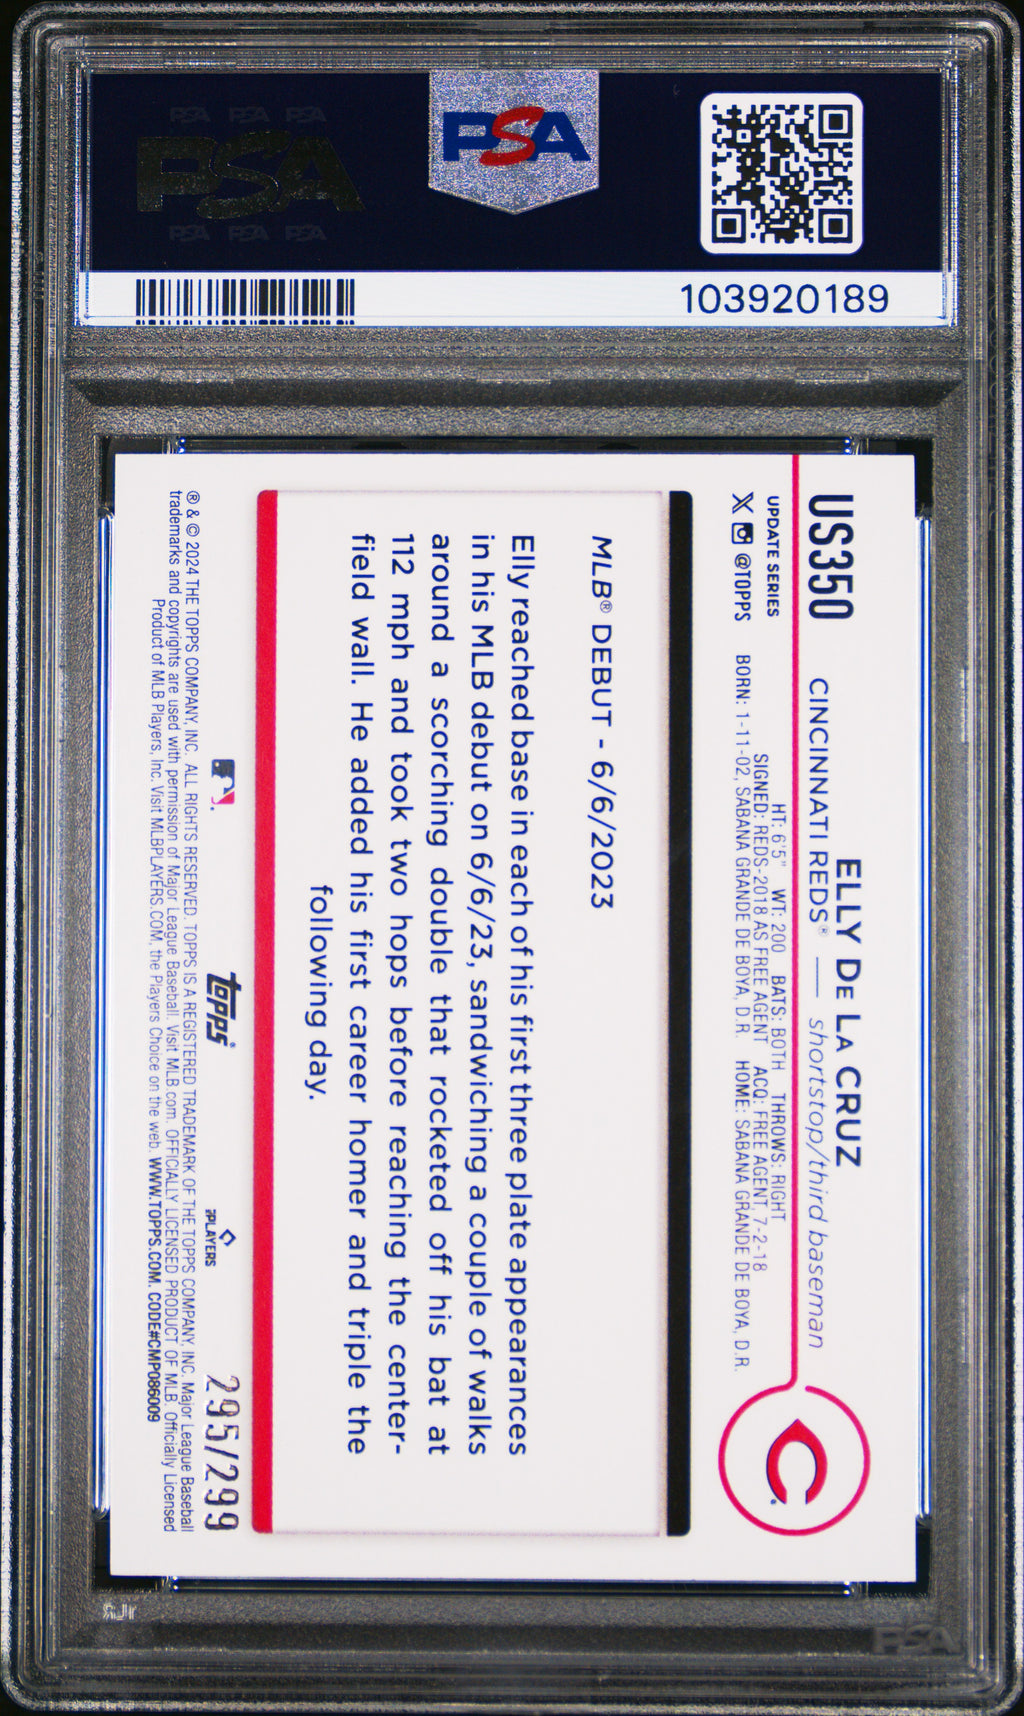 PSA PSA PSA
PSA
PSA PSA PSA
PSA
103920189
US350
UPDATE SERIES
@TOPPS
ELLY DE LA CRUZ
CINCINNATI REDS® — shortstop/third baseman
HT: 6'5" WT: 200 BATS: BOTH THROWS: RIGHT
SIGNED: REDS-2018 AS FREE AGENT ACQ: FREE AGENT, 7-2-18
BORN: 1-11-02, SABANA GRANDE DE BOYA, D.R. HOME: SABANA GRANDE DE BOYA, D.R.
C
MLB® DEBUT - 6/6/2023
Elly reached base in each of his first three plate appearances
in his MLB debut on 6/6/23, sandwiching a couple of walks
around a scorching double that rocketed off his bat at
112 mph and took two hops before reaching the center-
field wall. He added his first career homer and triple the
following day.
topps®
PLAYERS
295/299
® & © 2024 THE TOPPS COMPANY, INC. ALL RIGHTS RESERVED. TOPPS IS A REGISTERED TRADEMARK OF THE TOPPS COMPANY, INC. Major League Baseball
trademarks and copyrights are used with permission of Major League Baseball. Visit MLB.com. OFFICIALLY LICENSED PRODUCT OF MLB. Officially Licensed
Product of MLB Players, Inc. Visit MLBPLAYERS.COM, the Players Choice on the web. WWW.TOPPS.COM. CODE#CMP086009
PSA